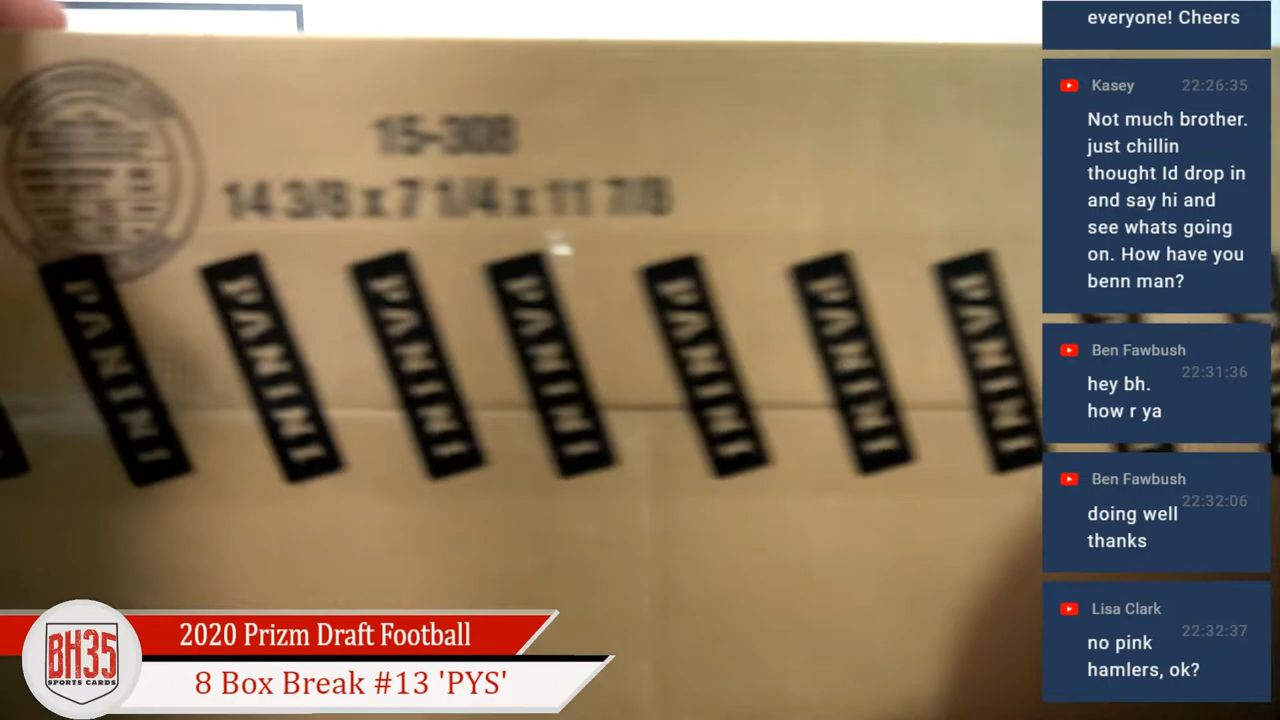 15-308
14 3/8 x 7 1/4 x 11 7/8
PANINI PANINI PANINI PANINI PANINI PANINI PANINI
BH35
SPORTS CARDS
2020 Prizm Draft Football
8 Box Break #13 'PYS'
everyone! Cheers
Kasey 22:26:35
Not much brother.
just chillin
thought Id drop in
and say hi and
see whats going
on. How have you
benn man?
Ben Fawbush
22:31:36
hey bh.
how r ya
Ben Fawbush
22:32:06
doing well
thanks
Lisa Clark
22:32:37
no pink
hamlers, ok?